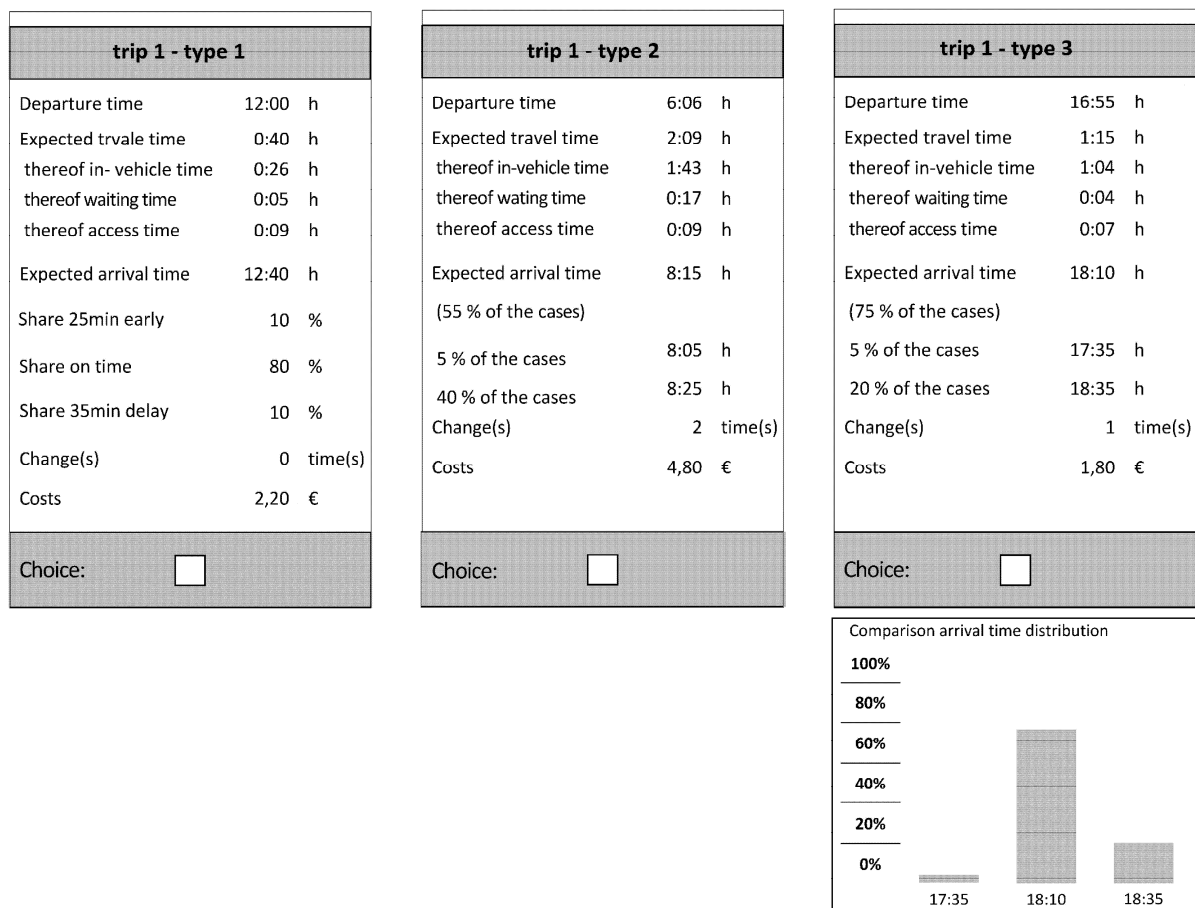 trip 1 - type 1
Departure time 12:00 h
Expected trvale time 0:40 h
thereof in- vehicle time 0:26 h
thereof waiting time 0:05 h
thereof access time 0:09 h
Expected arrival time 12:40 h
Share 25min early 10 %
Share on time 80 %
Share 35min delay 10 %
Change(s) 0 time(s)
Costs 2,20 €
Choice:
trip 1 - type 2
Departure time 6:06 h
Expected travel time 2:09 h
thereof in-vehicle time 1:43 h
thereof wating time 0:17 h
thereof access time 0:09 h
Expected arrival time 8:15 h
(55 % of the cases)
5 % of the cases 8:05 h
40 % of the cases 8:25 h
Change(s) 2 time(s)
Costs 4,80 €
Choice:
trip 1 - type 3
Departure time 16:55 h
Expected travel time 1:15 h
thereof in-vehicle time 1:04 h
thereof waiting time 0:04 h
thereof access time 0:07 h
Expected arrival time 18:10 h
(75 % of the cases)
5 % of the cases 17:35 h
20 % of the cases 18:35 h
Change(s) 1 time(s)
Costs 1,80 €
Choice:
Comparison arrival time distribution
100%
80%
60%
40%
20%
0%
17:35 18:10 18:35